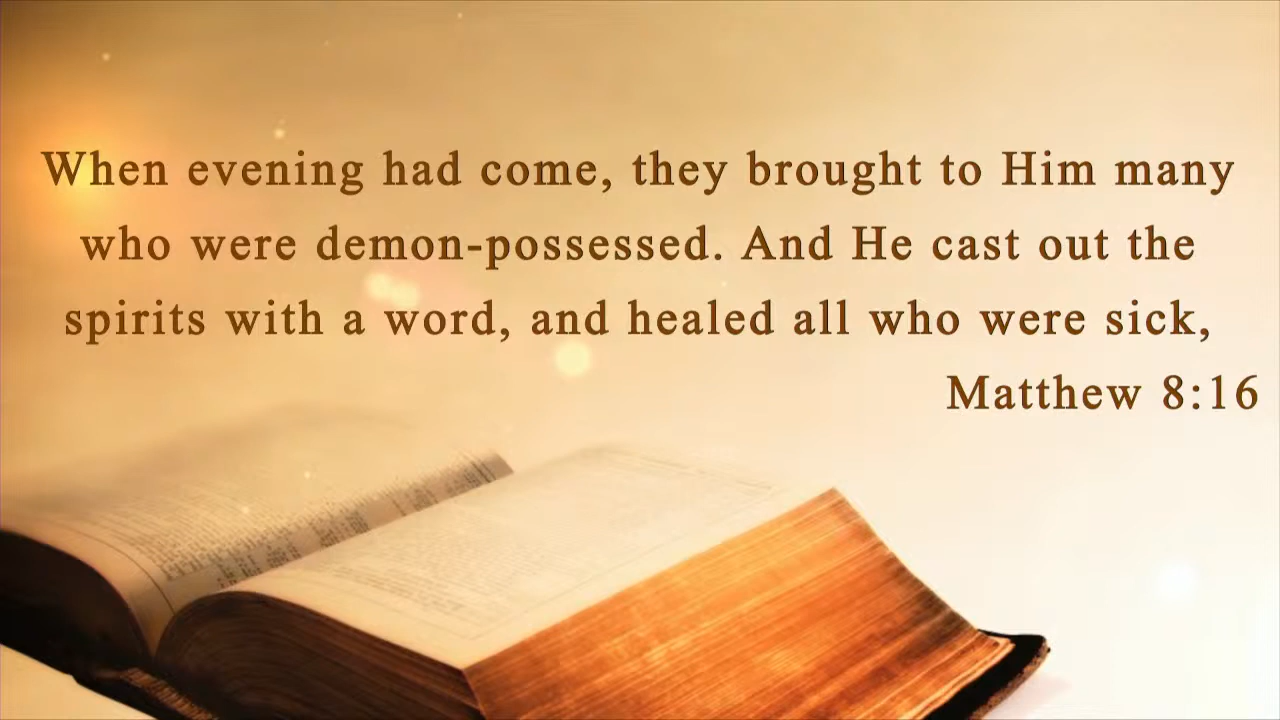 When evening had come, they brought to Him many
who were demon-possessed. And He cast out the
spirits with a word, and healed all who were sick,
Matthew 8:16